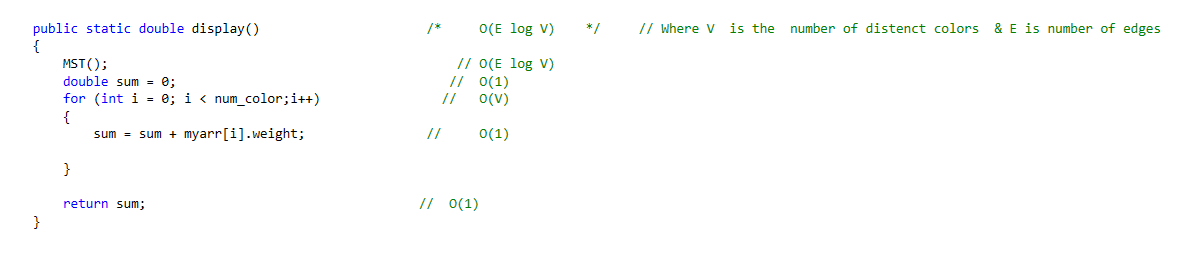 public static double display() /* O(E log V) */ // Where V is the number of distenct colors & E is number of edges
{
MST(); // O(E log V)
double sum = 0; // O(1)
for (int i = 0; i < num_color;i++) // O(V)
{
sum = sum + myarr[i].weight; // O(1)
}
return sum; // O(1)
}